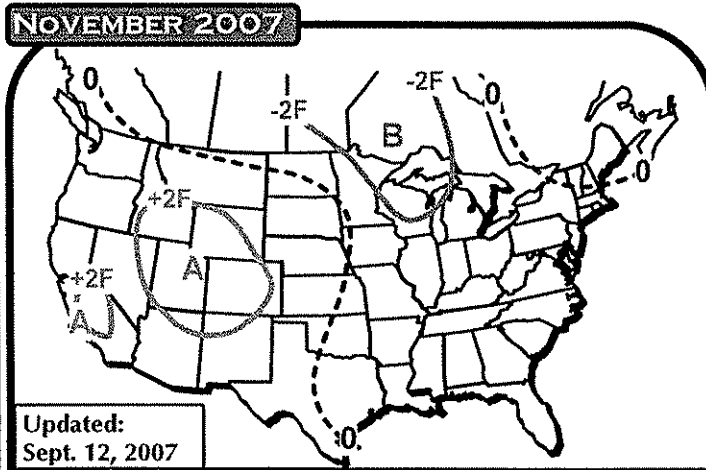 NOVEMBER 2007
0
-2F
-2F
0
B
0
+2F
A
+2F
A
0
Updated:
Sept. 12, 2007